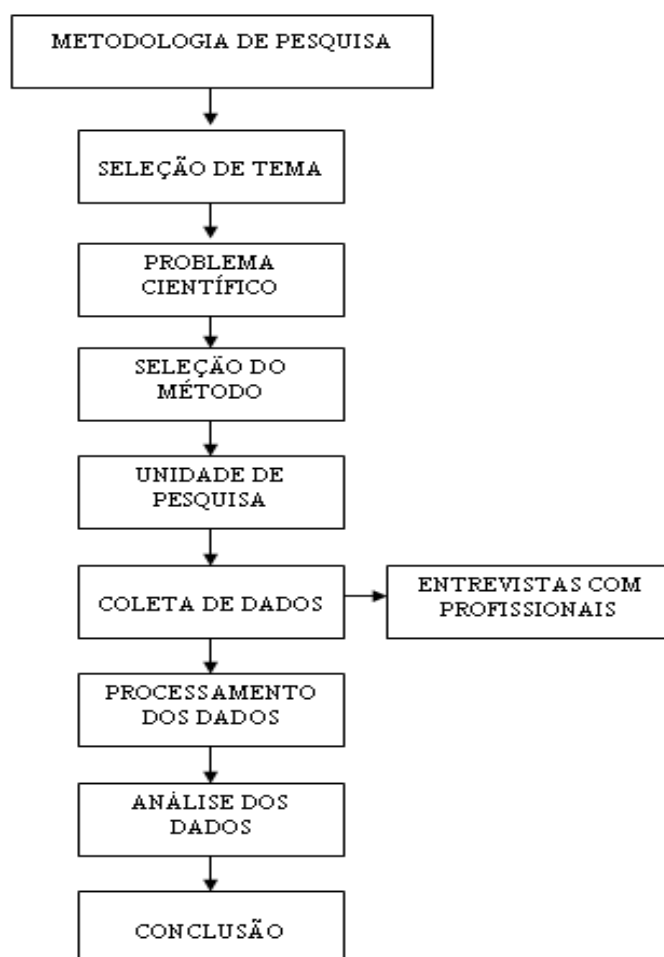 METODOLOGIA DE PESQUISA
SELEÇÃO DE TEMA
PROBLEMA
CIENTÍFICO
SELEÇÃO DO
MÉTODO
UNIDADE DE
PESQUISA
COLETA DE DADOS
ENTREVISTAS COM
PROFISSIONAIS
PROCESSAMENTO
DOS DADOS
ANÁLISE DOS
DADOS
CONCLUSÃO